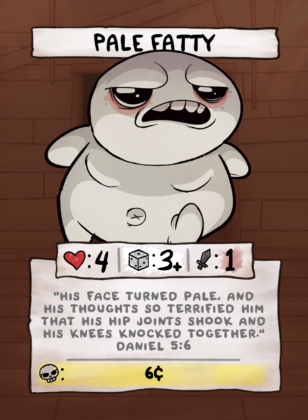 PALE FATTY
:4 :3+ :1
"HIS FACE TURNED PALE, AND
HIS THOUGHTS SO TERRIFIED HIM
THAT HIS HIP JOINTS SHOOK AND
HIS KNEES KNOCKED TOGETHER."
DANIEL 5:6
: 6¢